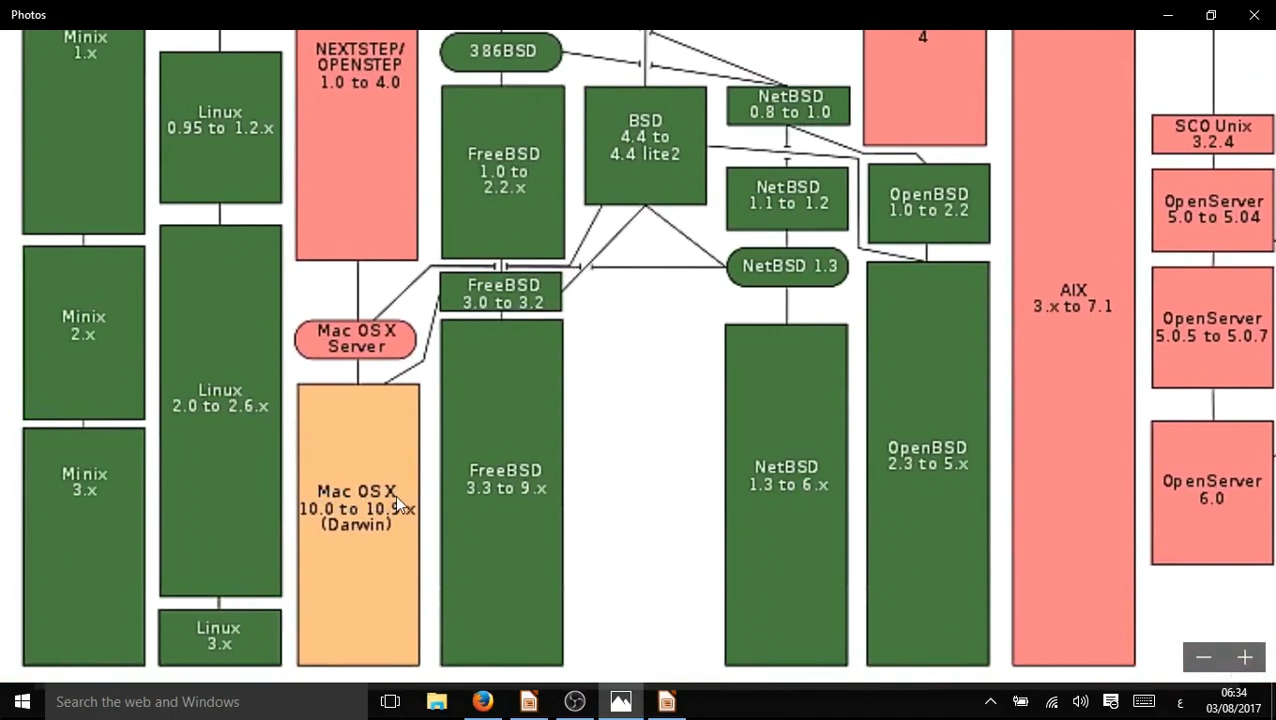 Photos
Minix
1.x
Linux
0.95 to 1.2.x
NEXTSTEP/
OPENSTEP
1.0 to 4.0
386BSD
FreeBSD
1.0 to
2.2.x
BSD
4.4 to
4.4 lite2
NetBSD
0.8 to 1.0
4
NetBSD
1.1 to 1.2
OpenBSD
1.0 to 2.2
SCO Unix
3.2.4
OpenServer
5.0 to 5.04
NetBSD 1.3
FreeBSD
3.0 to 3.2
Minix
2.x
Mac OS X
Server
AIX
3.x to 7.1
OpenServer
5.0.5 to 5.0.7
Linux
2.0 to 2.6.x
Minix
3.x
Mac OS X
10.0 to 10.9.x
(Darwin)
FreeBSD
3.3 to 9.x
NetBSD
1.3 to 6.x
OpenBSD
2.3 to 5.x
OpenServer
6.0
Linux
3.x
Search the web and Windows
ع
06:34
03/08/2017